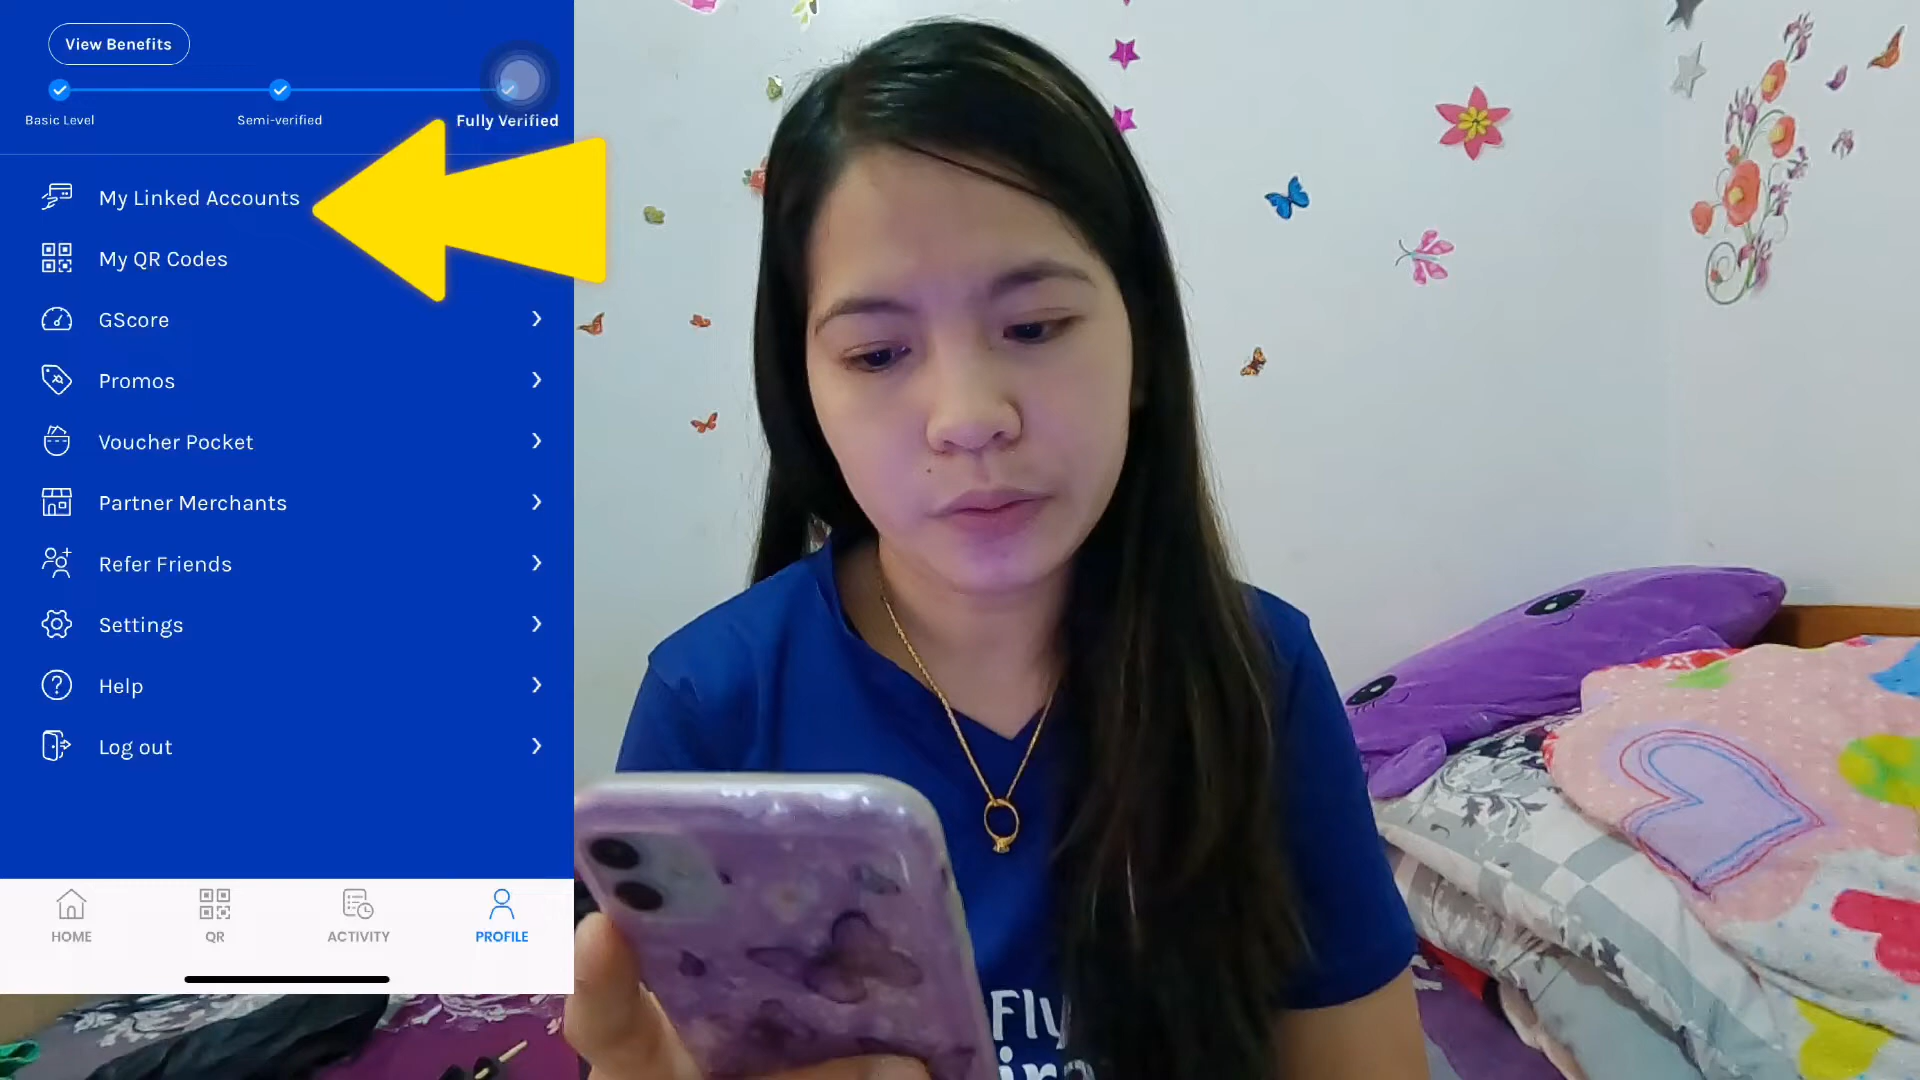 View Benefits
Basic Level
Semi-verified
Fully Verified
My Linked Accounts
My QR Codes
GScore
Promos
Voucher Pocket
Partner Merchants
Refer Friends
Settings
Help
Log out
HOME
QR
ACTIVITY
PROFILE
Fly